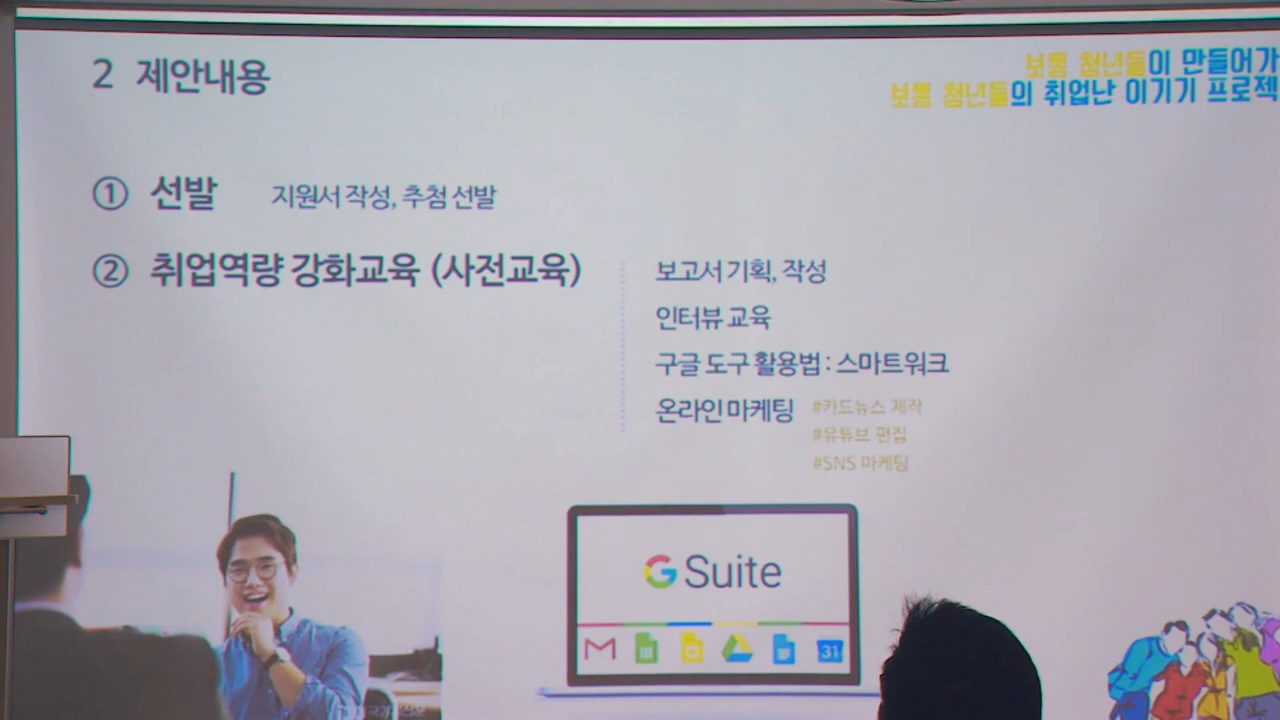 2 제안내용
보통 청년들이 만들어가
보통 청년들의 취업난 이기기 프로젝
① 선발 지원서 작성, 추첨 선발
② 취업역량 강화교육 (사전교육)
보고서 기획, 작성
인터뷰 교육
구글 도구 활용법 : 스마트워크
온라인 마케팅 #카드뉴스 제작
#유튜브 편집
#SNS 마케팅
G Suite
31